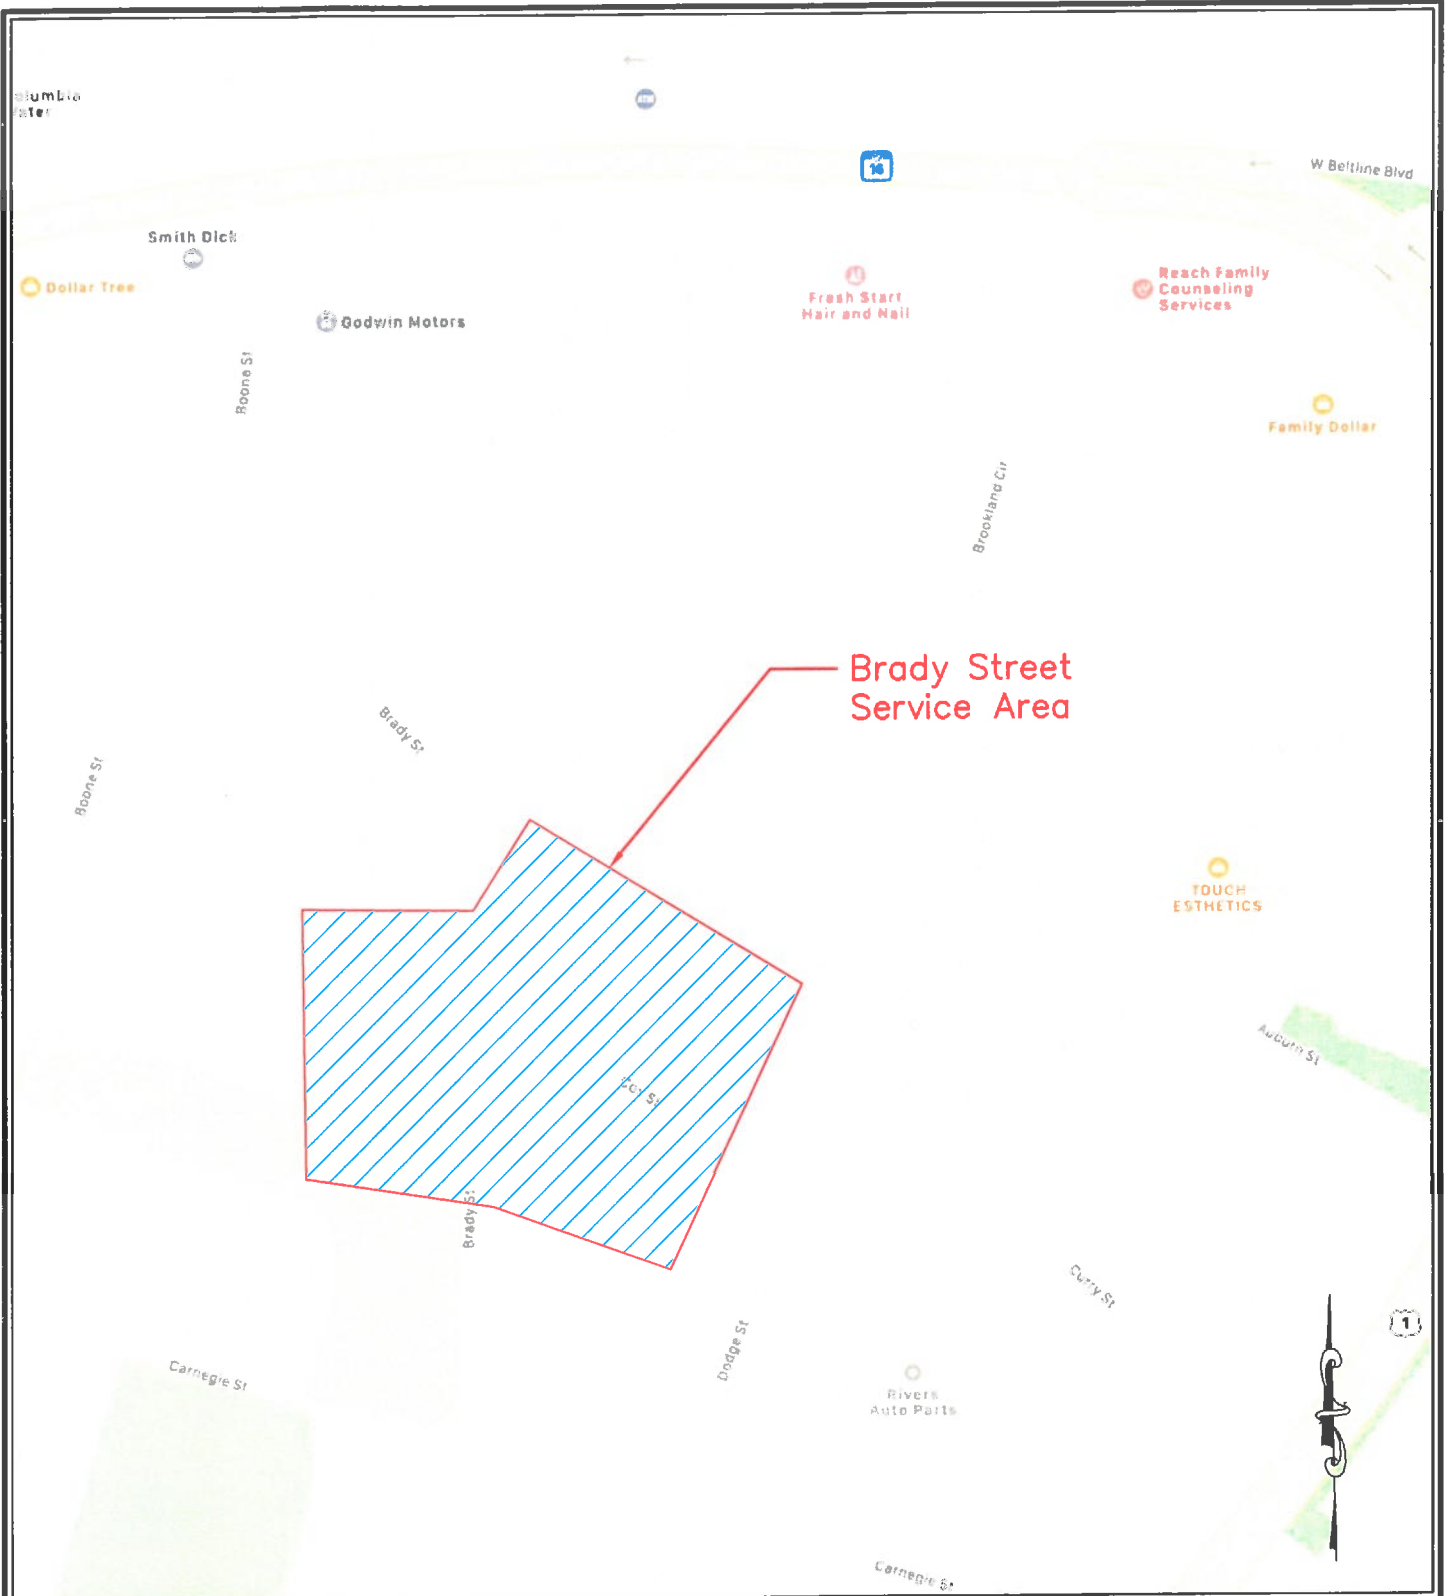 W Beltline Blvd
16
Smith Dick
Dollar Tree
Godwin Motors
Fresh Start
Hair and Nail
Reach Family
Counseling
Services
Boone St
Family Dollar
Brookland Cir
Brady Street
Service Area
Brady St
Boone St
TOUCH
ESTHETICS
Auburn St
Brady St
Curry St
1
Dodge St
Carnegie St
Rivers
Auto Parts
Carnegie St